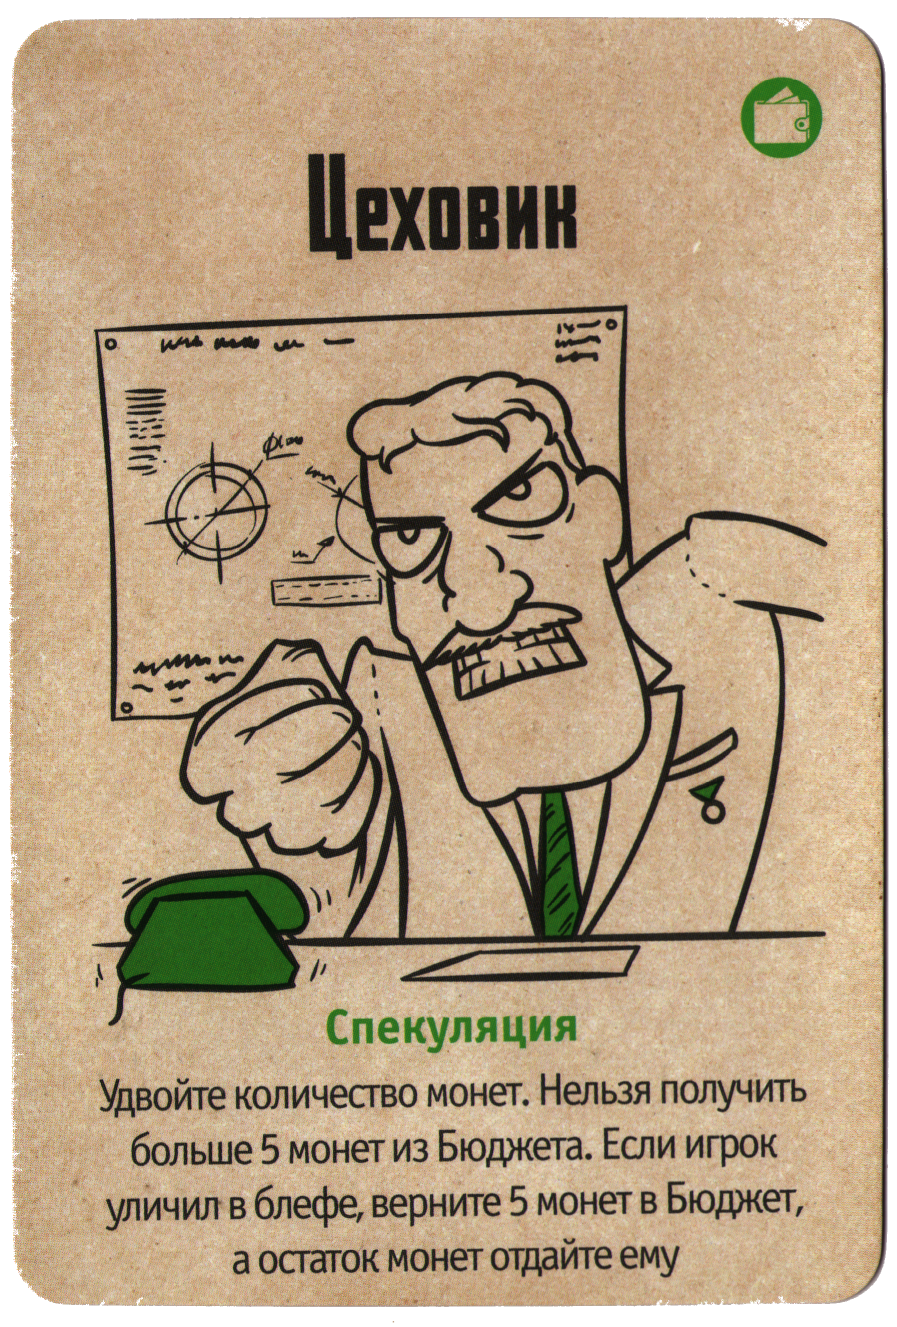 Цеховик
Спекуляция
Удвойте количество монет. Нельзя получить
больше 5 монет из Бюджета. Если игрок
уличил в блефе, верните 5 монет в Бюджет,
а остаток монет отдайте ему